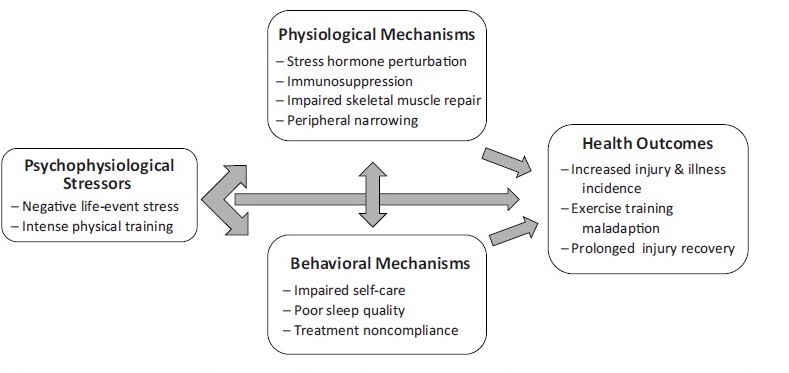 Physiological Mechanisms
– Stress hormone perturbation
– Immunosuppression
– Impaired skeletal muscle repair
– Peripheral narrowing
Psychophysiological
Stressors
– Negative life-event stress
– Intense physical training
Health Outcomes
– Increased injury & illness
incidence
– Exercise training
maladaption
– Prolonged injury recovery
Behavioral Mechanisms
– Impaired self-care
– Poor sleep quality
– Treatment noncompliance